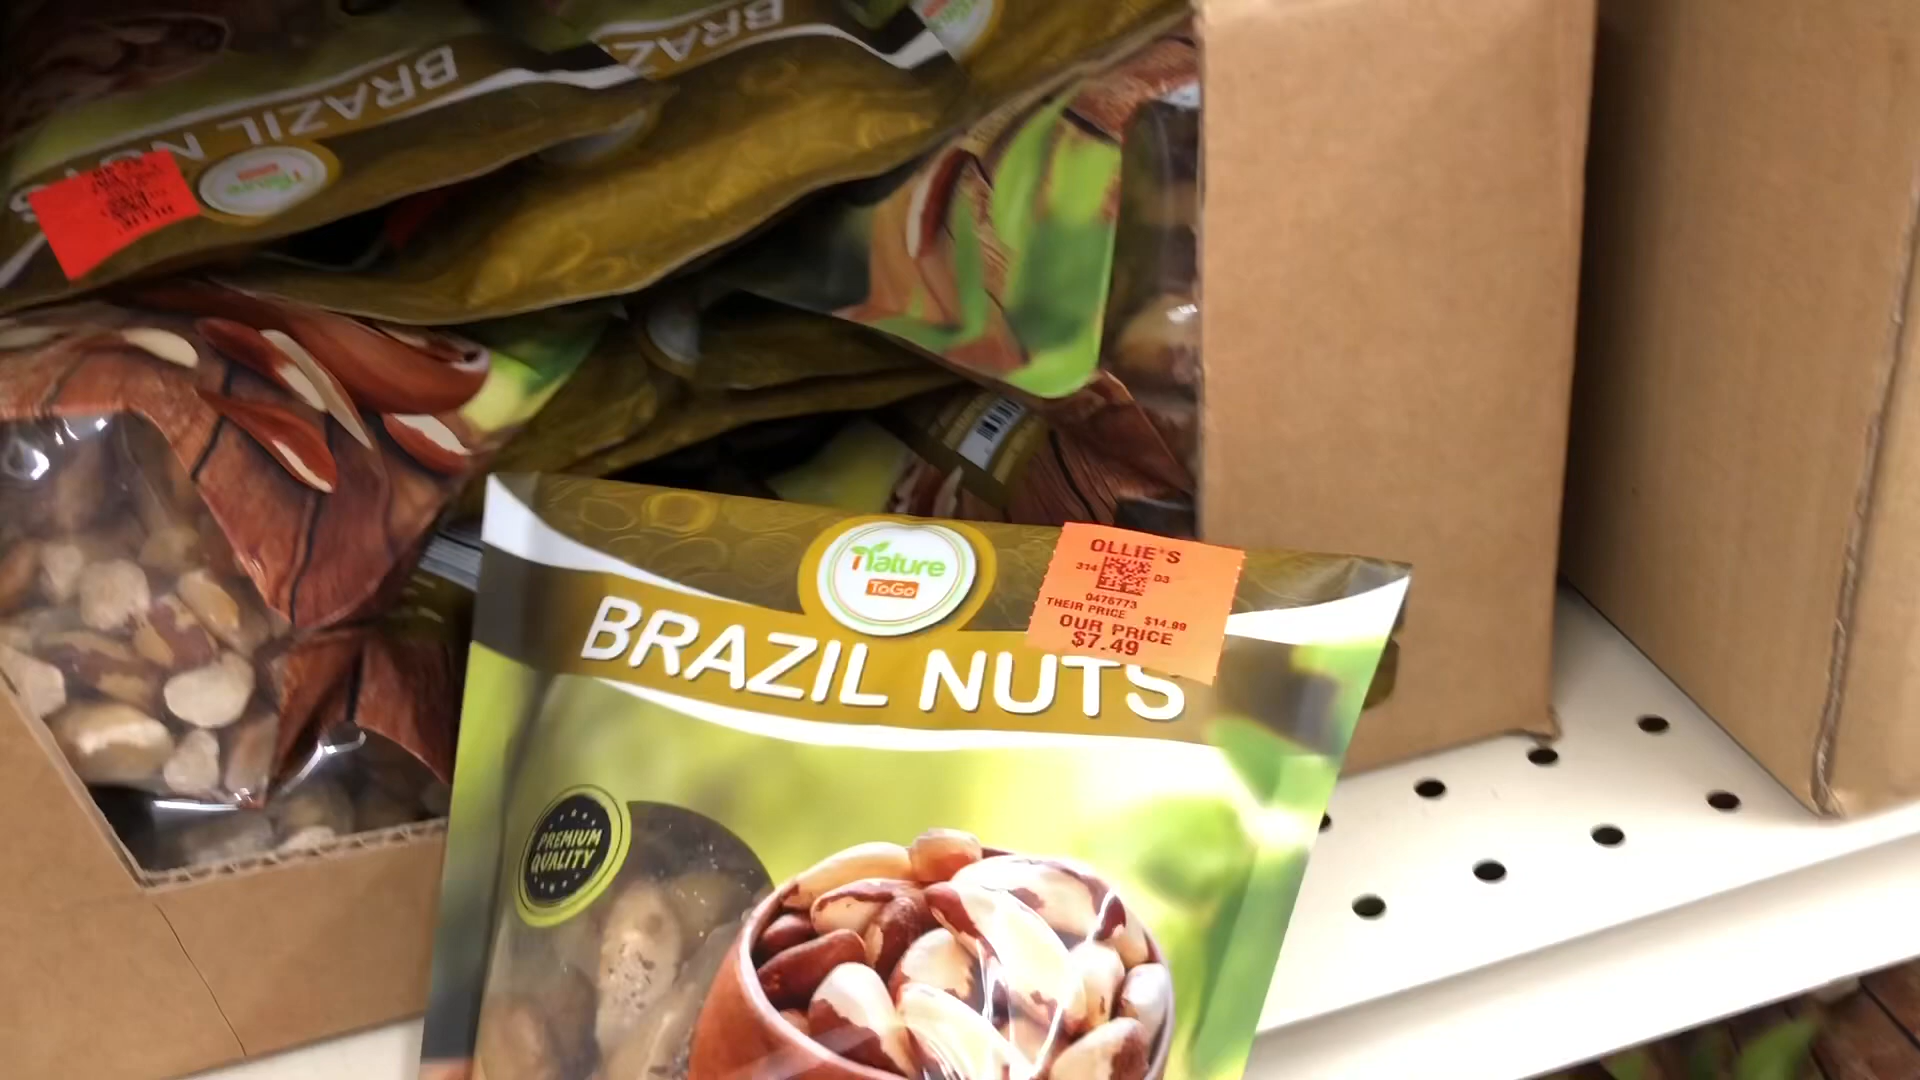 BRAZIL NUTS
BRAZ
nature
ToGo
BRAZIL NUTS
OLLIE'S
314 03
0476773
THEIR PRICE $14.99
OUR PRICE
$7.49
PREMIUM
QUALITY